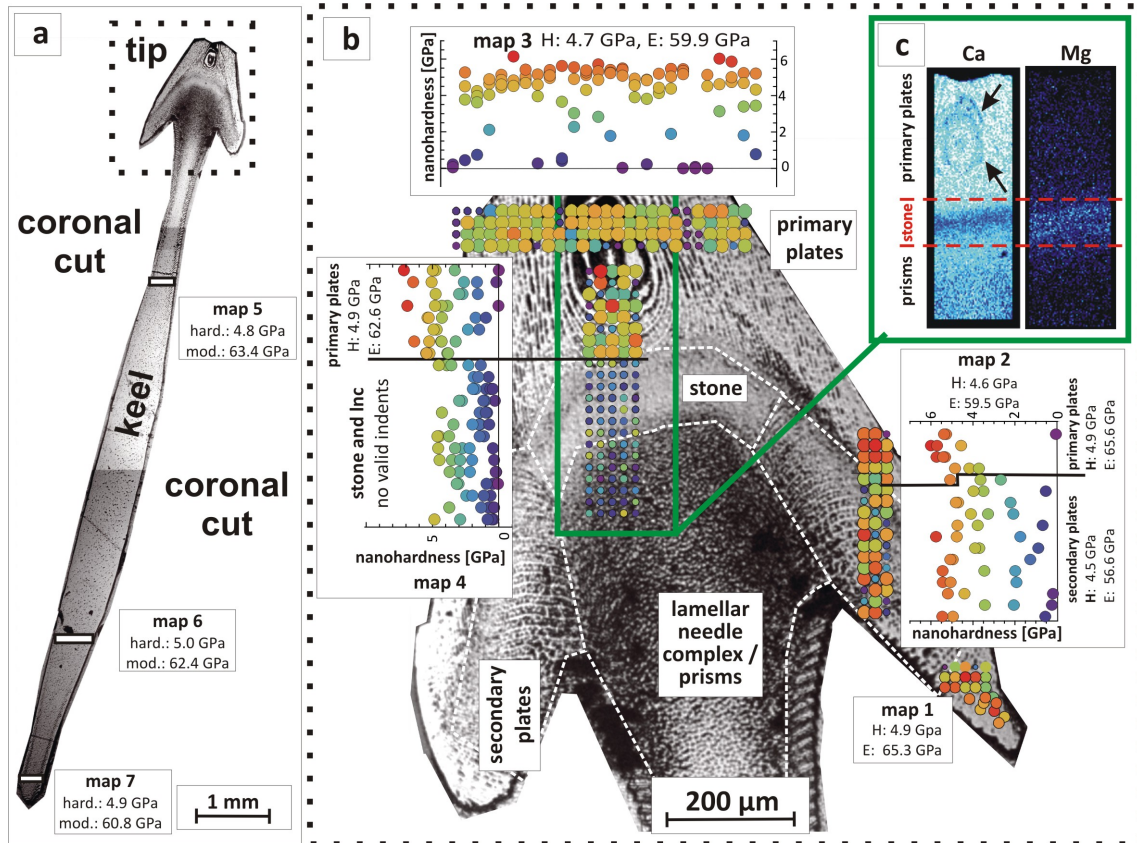 a
tip
coronal
cut
map 5
hard.: 4.8 GPa
mod.: 63.4 GPa
keel
coronal
cut
map 6
hard.: 5.0 GPa
mod.: 62.4 GPa
map 7
hard.: 4.9 GPa
mod.: 60.8 GPa
1 mm
b
map 3 H: 4.7 GPa, E: 59.9 GPa
nanohardness [GPa]
6
4
2
0
primary
plates
primary plates
H: 4.9 GPa
E: 62.6 GPa
stone and lnc
no valid indents
5
0
nanohardness [GPa]
map 4
stone
lamellar
needle
complex /
prisms
secondary
plates
200 µm
map 1
H: 4.9 Gpa
E: 65.3 Gpa
map 2
H: 4.6 GPa
E: 59.5 GPa
6 4 2 0
primary plates
H: 4.9 GPa
E: 65.6 GPa
secondary plates
H: 4.5 GPa
E: 56.6 GPa
nanohardness [GPa]
c
Ca Mg
primary plates
stone
prisms